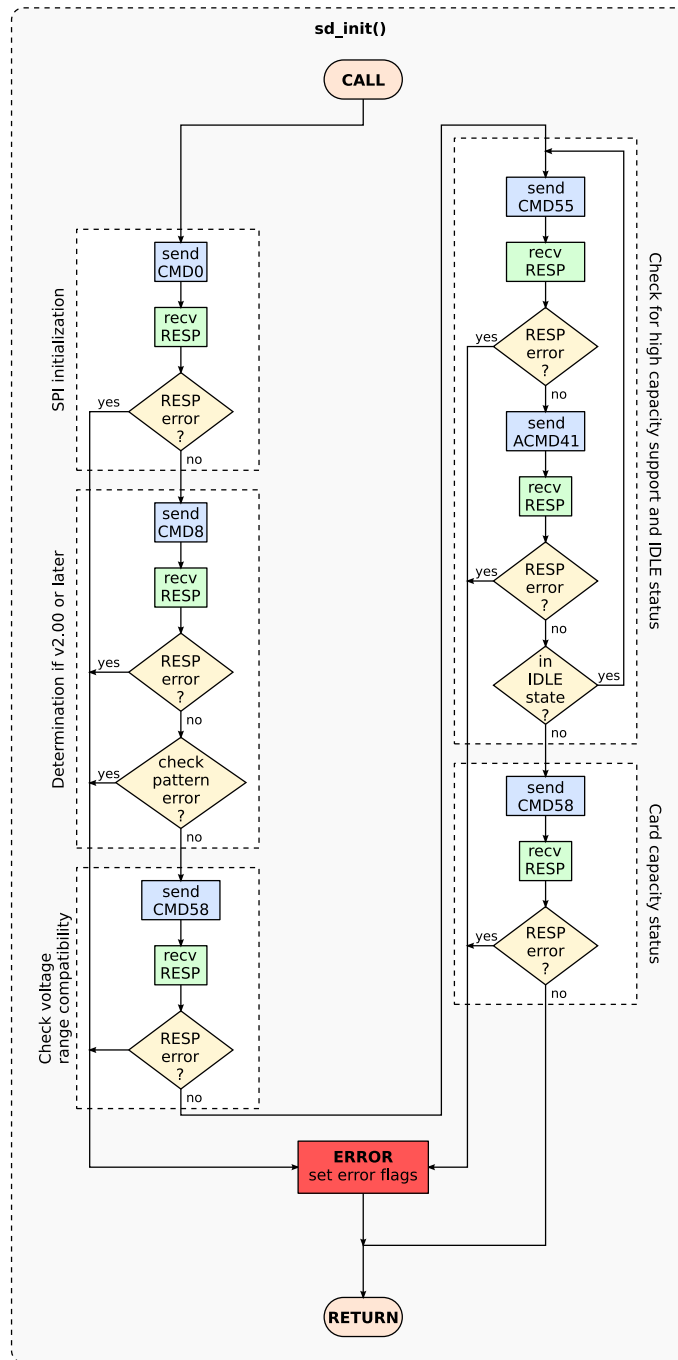 sd_init()
CALL
SPI initialization
send
CMD0
recv
RESP
RESP
error
?
yes
no
Determination if v2.00 or later
send
CMD8
recv
RESP
RESP
error
?
yes
no
check
pattern
error
?
yes
no
Check voltage
range compatibility
send
CMD58
recv
RESP
RESP
error
?
no
Check for high capacity support and IDLE status
send
CMD55
recv
RESP
RESP
error
?
yes
no
send
ACMD41
recv
RESP
RESP
error
?
yes
no
in
IDLE
state
?
yes
no
Card capacity status
send
CMD58
recv
RESP
RESP
error
?
yes
no
ERROR
set error flags
RETURN